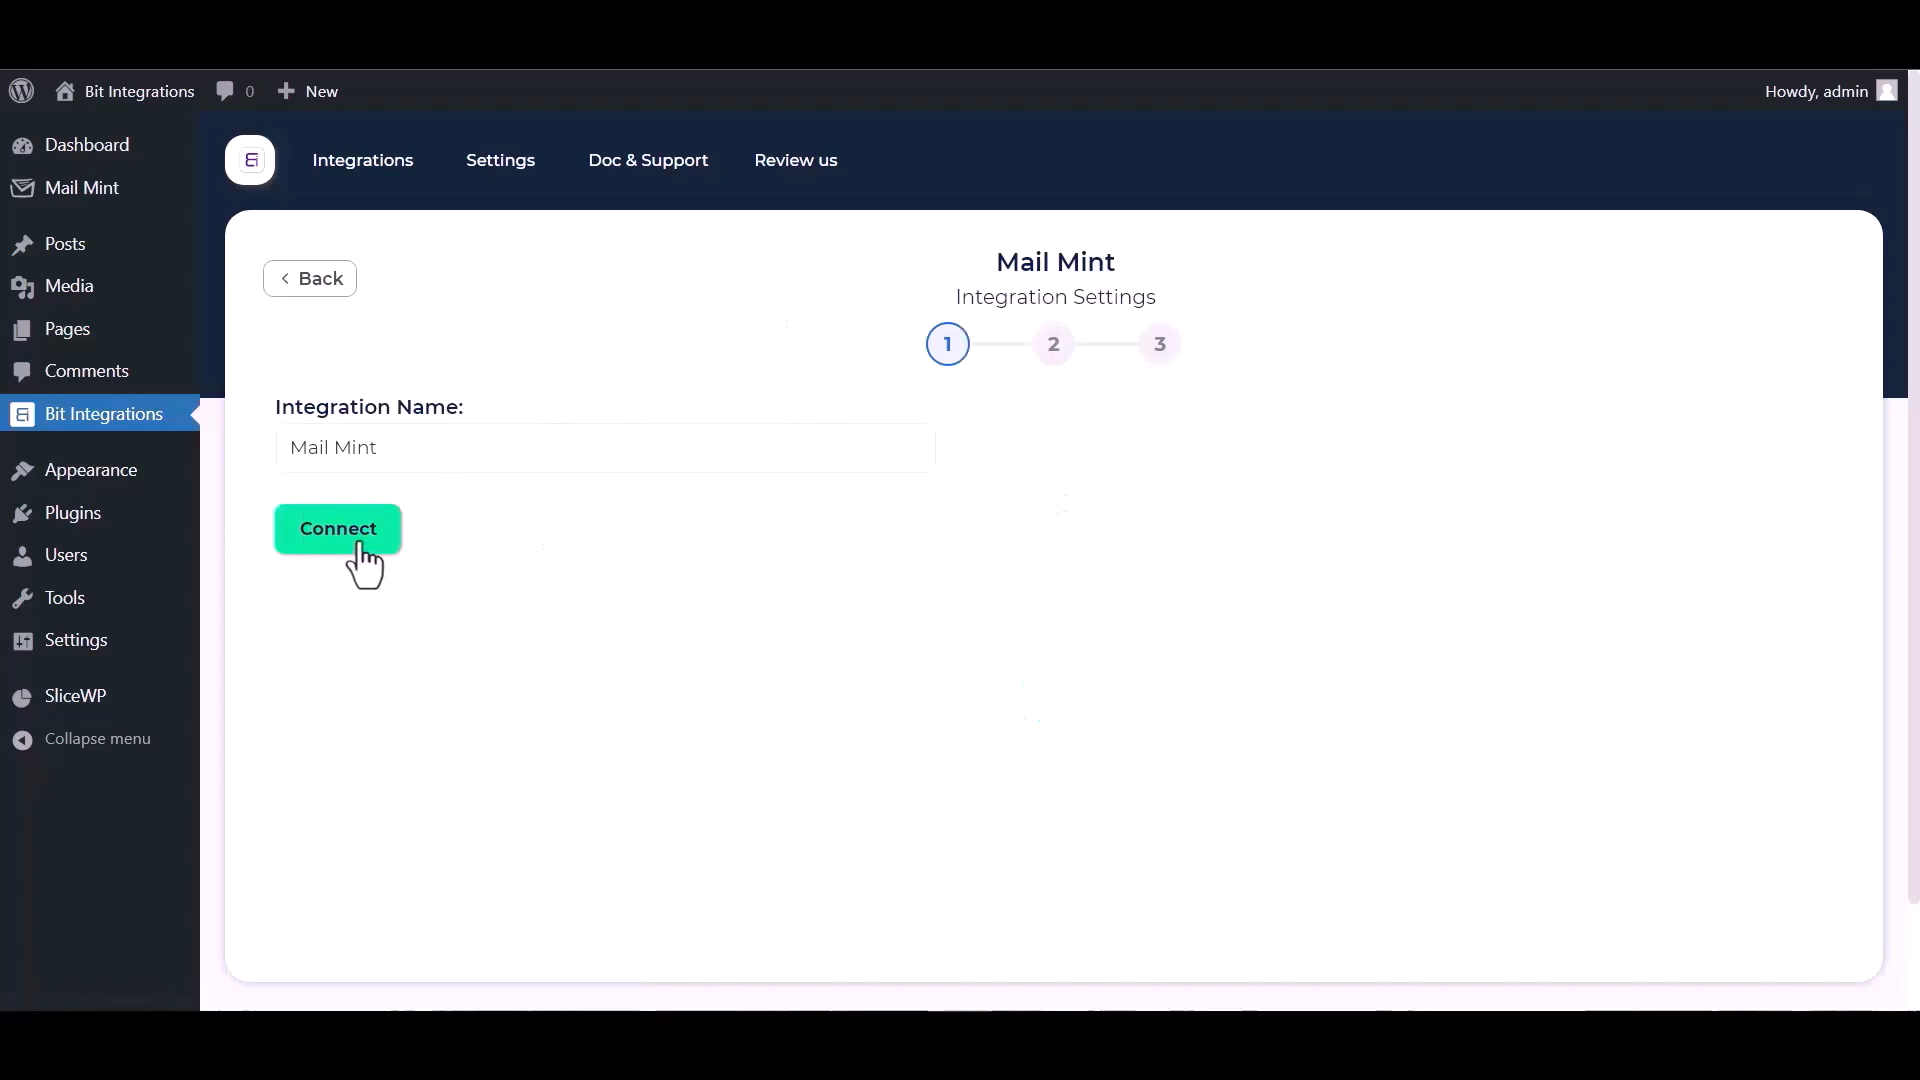 Bit Integrations 0 New Howdy, admin
Dashboard
Mail Mint
Posts
Media
Pages
Comments
Bit Integrations
Appearance
Plugins
Users
Tools
Settings
SliceWP
Collapse menu
Integrations Settings Doc & Support Review us
Back
Mail Mint
Integration Settings
1 2 3
Integration Name:
Mail Mint
Connect